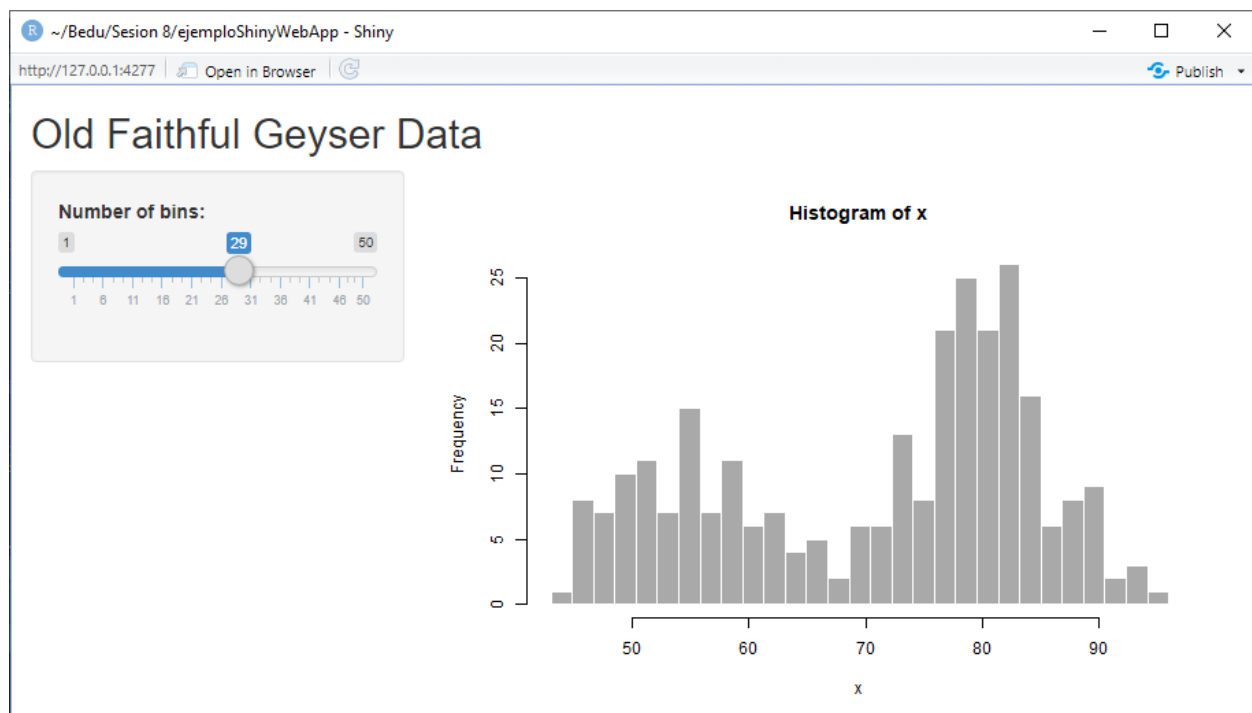 R ~/Bedu/Sesion 8/ejemploShinyWebApp - Shiny
http://127.0.0.1:4277 Open in Browser Publish
Old Faithful Geyser Data
Number of bins:
1 29 50
1 6 11 16 21 26 31 36 41 46 50
Histogram of x
Frequency
25
20
15
10
5
0
50 60 70 80 90
x